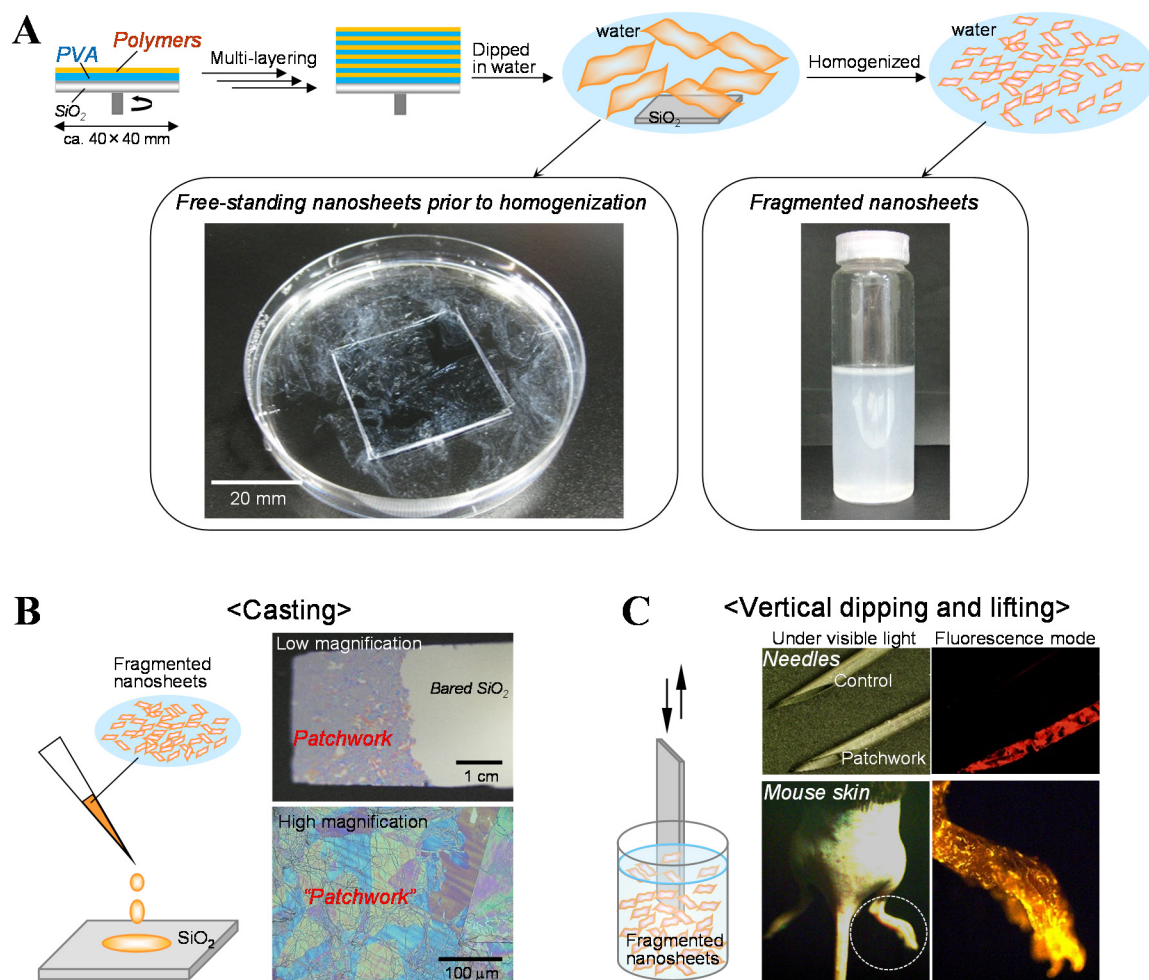 A
PVA
Polymers
SiO2
ca. 40 × 40 mm
Multi-layering
Dipped
in water
water
SiO2
Homogenized
water
Free-standing nanosheets prior to homogenization
20 mm
Fragmented nanosheets
B
<Casting>
Fragmented
nanosheets
SiO2
Low magnification
Bared SiO2
Patchwork
1 cm
High magnification
"Patchwork"
100 μm
C
<Vertical dipping and lifting>
Fragmented
nanosheets
Under visible light
Fluorescence mode
Needles
Control
Patchwork
Mouse skin